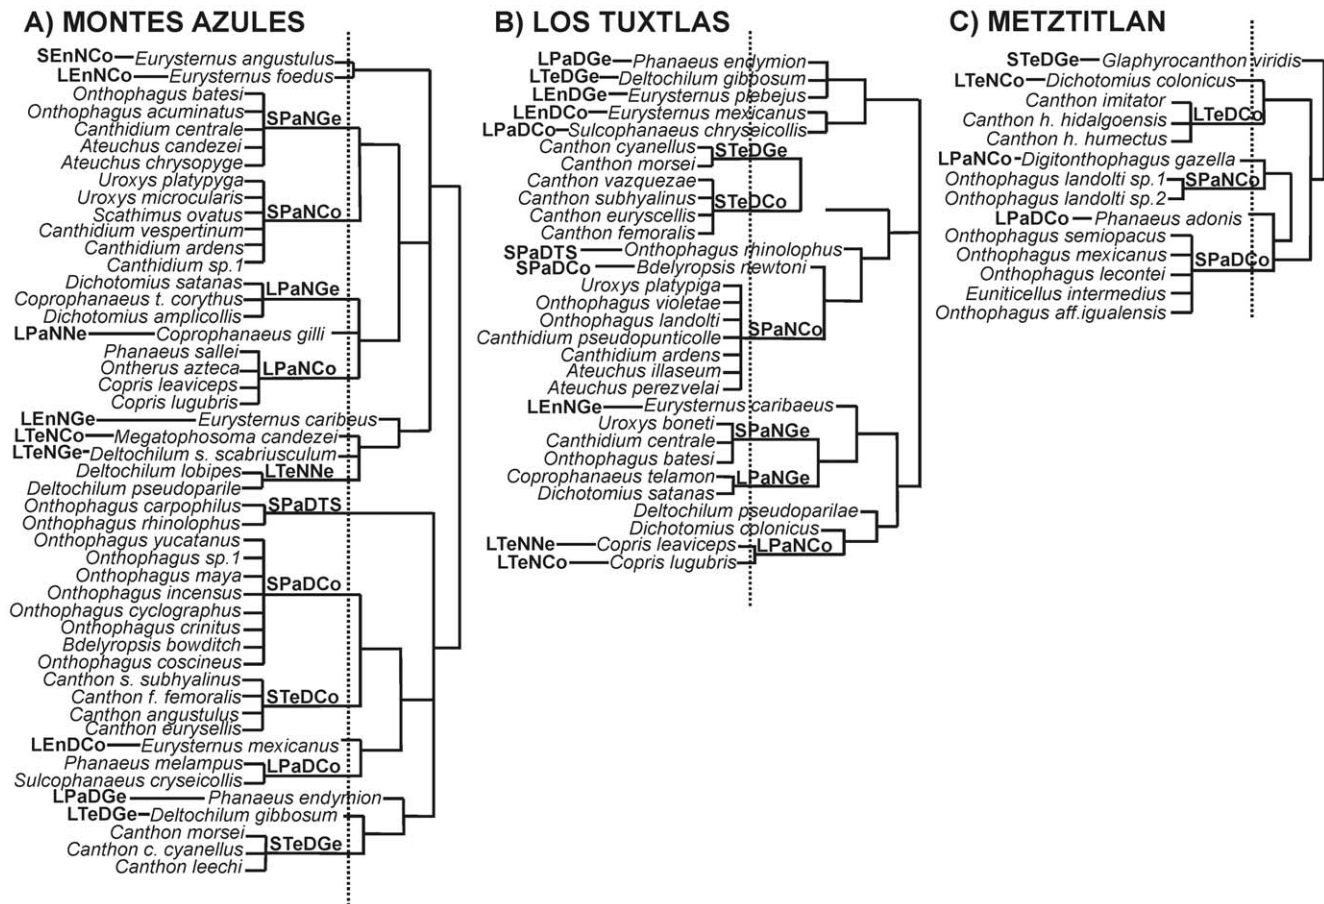 A) MONTES AZULES
SEnNCo Eurysternus angustulus
LEnNCo Eurysternus foedus
Onthophagus batesi
Onthophagus acuminatus
SPaNGe
Canthidium centrale
Ateuchus candezei
Ateuchus chrysopyge
Uroxys platypyga
Uroxys microcularis
Scathimus ovatus
SPaNCo
Canthidium vespertinum
Canthidium ardens
Canthidium sp.1
Dichotomius satanas
LPaNGe
Coprophanaeus t. corythus
Dichotomius amplicollis
LPaNNe Coprophanaeus gilli
Phanaeus sallei
Ontherus azteca
LPaNCo
Copris leaviceps
Copris lugubris
LEnNGe Eurysternus caribeus
LTeNCo Megatophosoma candezei
LTeNGe Deltochilum s. scabriusculum
Deltochilum lobipes
LTeNNe
Deltochilum pseudoparile
Onthophagus carpophilus
SPaDTS
Onthophagus rhinolophus
Onthophagus yucatanus
Onthophagus sp.1
Onthophagus maya
SPaDCo
Onthophagus incensus
Onthophagus cyclographus
Onthophagus crinitus
Bdelyropsis bowditch
Onthophagus coscineus
Canthon s. subhyalinus
Canthon f. femoralis
STeDCo
Canthon angustulus
Canthon eurysellis
LEnDCo Eurysternus mexicanus
Phanaeus melampus
LPaDCo
Sulcophanaeus cryseicollis
LPaDGe Phanaeus endymion
LTeDGe Deltochilum gibbosum
Canthon morsei
STeDGe
Canthon c. cyanellus
Canthon leechi
B) LOS TUXTLAS
LPaDGe Phanaeus endymion
LTeDGe Deltochilum gibbosum
LEnDGe Eurysternus plebejus
LEnDCo Eurysternus mexicanus
LPaDCo Sulcophanaeus chryseicollis
Canthon cyanellus
STeDGe
Canthon morsei
Canthon vazquezae
Canthon subhyalinus
STeDCo
Canthon euryscellis
Canthon femoralis
SPaDTS Onthophagus rhinolophus
SPaDCo Bdelyropsis newtoni
Uroxys platypiga
Onthophagus violetae
Onthophagus landolti
SPaNCo
Canthidium pseudopunticolle
Canthidium ardens
Ateuchus illaseum
Ateuchus perezvelai
LEnNGe Eurysternus caribaeus
Uroxys boneti
SPaNGe
Canthidium centrale
Onthophagus batesi
Coprophanaeus telamon
LPaNGe
Dichotomius satanas
Deltochilum pseudoparilae
Dichotomius colonicus
LTeNNe Copris leaviceps
LPaNCo
LTeNCo Copris lugubris
C) METZTITLAN
STeDGe Glaphyrocanthon viridis
LTeNCo Dichotomius colonicus
Canthon imitator
Canthon h. hidalgoensis
LTeDCo
Canthon h. humectus
LPaNCo Digitonthophagus gazella
Onthophagus landolti sp.1
SPaNCo
Onthophagus landolti sp.2
LPaDCo Phanaeus adonis
Onthophagus semiopacus
Onthophagus mexicanus
SPaDCo
Onthophagus lecontei
Euniticellus intermedius
Onthophagus aff.igualensis